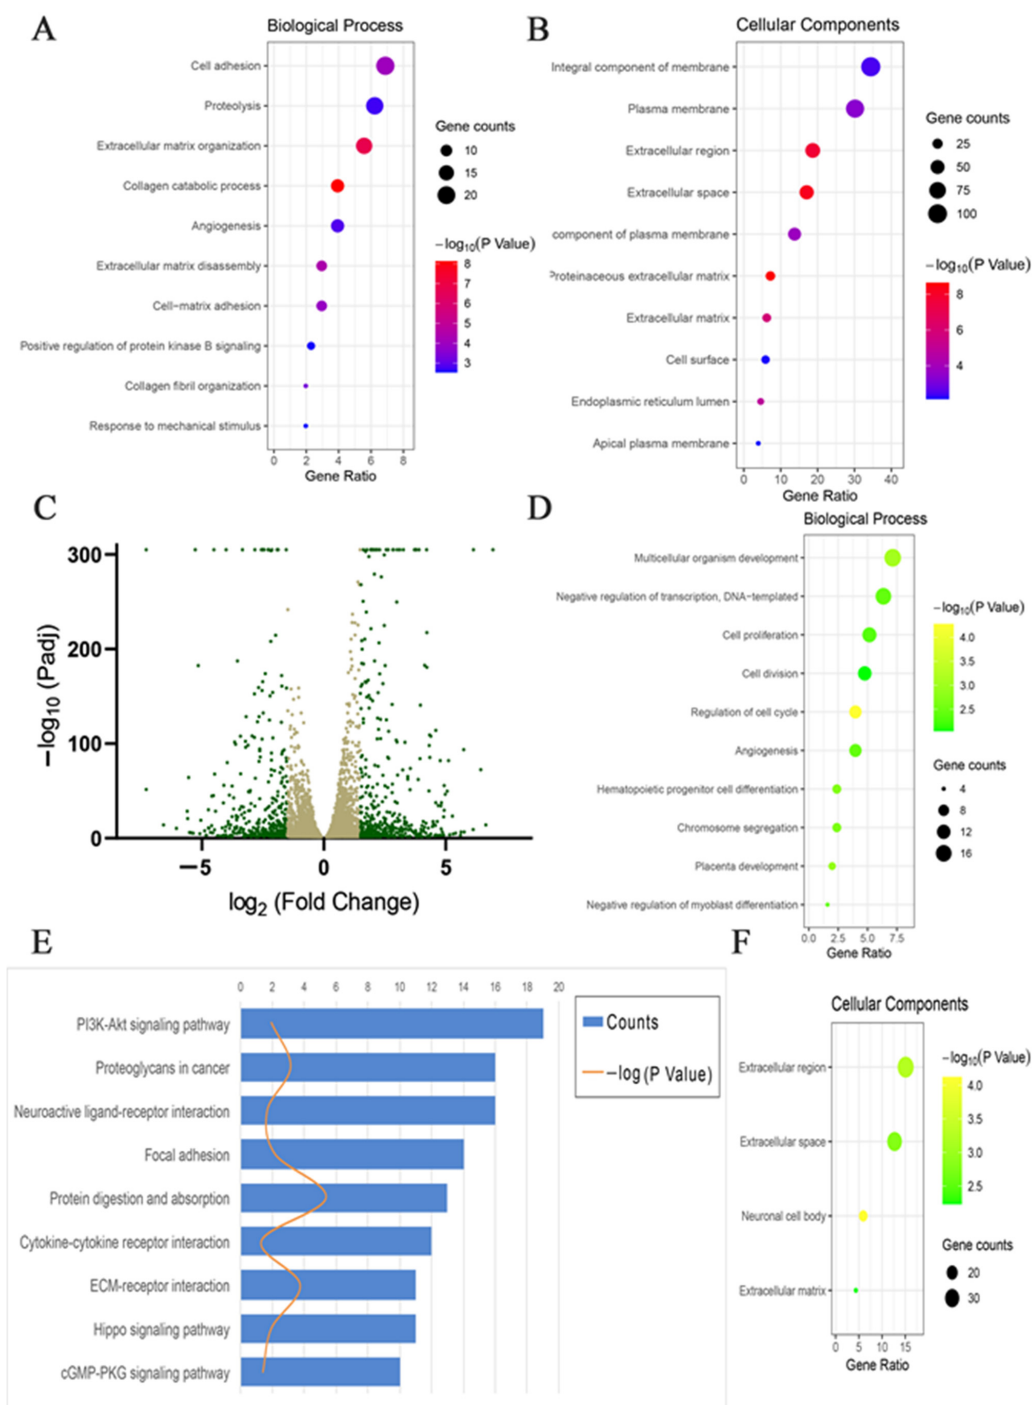 A
Biological Process
Cell adhesion
Proteolysis
Extracellular matrix organization
Collagen catabolic process
Angiogenesis
Extracellular matrix disassembly
Cell−matrix adhesion
Positive regulation of protein kinase B signaling
Collagen fibril organization
Response to mechanical stimulus
0 2 4 6 8
Gene Ratio
Gene counts
10
15
20
−log10(P Value)
8
7
6
5
4
3
B
Cellular Components
Integral component of membrane
Plasma membrane
Extracellular region
Extracellular space
component of plasma membrane
Proteinaceous extracellular matrix
Extracellular matrix
Cell surface
Endoplasmic reticulum lumen
Apical plasma membrane
0 10 20 30 40
Gene Ratio
Gene counts
25
50
75
100
−log10(P Value)
8
6
4
C
−log10 (Padj)
300
200
100
0
−5 0 5
log2 (Fold Change)
D
Biological Process
Multicellular organism development
Negative regulation of transcription, DNA−templated
Cell proliferation
Cell division
Regulation of cell cycle
Angiogenesis
Hematopoietic progenitor cell differentiation
Chromosome segregation
Placenta development
Negative regulation of myoblast differentiation
0.0 2.5 5.0 7.5
Gene Ratio
−log10(P Value)
4.0
3.5
3.0
2.5
Gene counts
4
8
12
16
E
0 2 4 6 8 10 12 14 16 18 20
PI3K-Akt signaling pathway
Proteoglycans in cancer
Neuroactive ligand-receptor interaction
Focal adhesion
Protein digestion and absorption
Cytokine-cytokine receptor interaction
ECM-receptor interaction
Hippo signaling pathway
cGMP-PKG signaling pathway
Counts
−log (P Value)
F
Cellular Components
Extracellular region
Extracellular space
Neuronal cell body
Extracellular matrix
0 5 10 15
Gene Ratio
−log10(P Value)
4.0
3.5
3.0
2.5
Gene counts
20
30